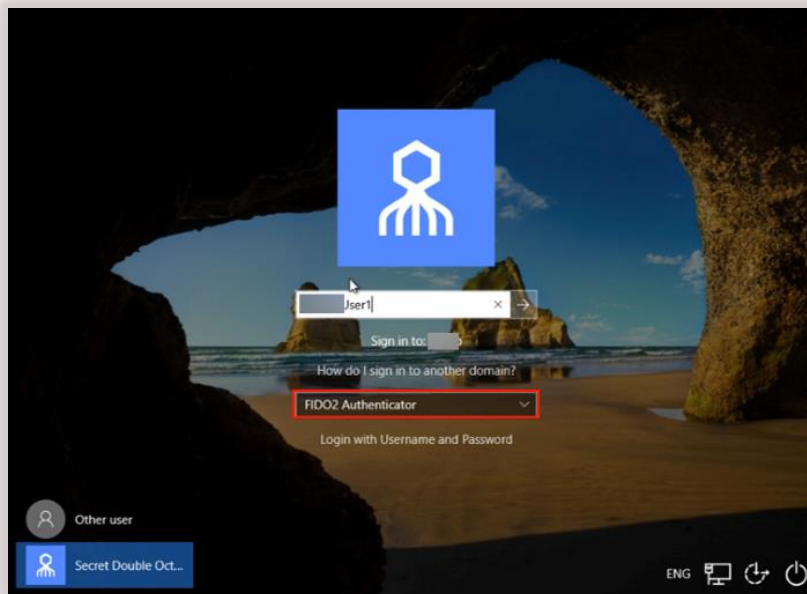 User1
Sign in to:
How do I sign in to another domain?
FIDO2 Authenticator
Login with Username and Password
Other user
Secret Double Oct...
ENG